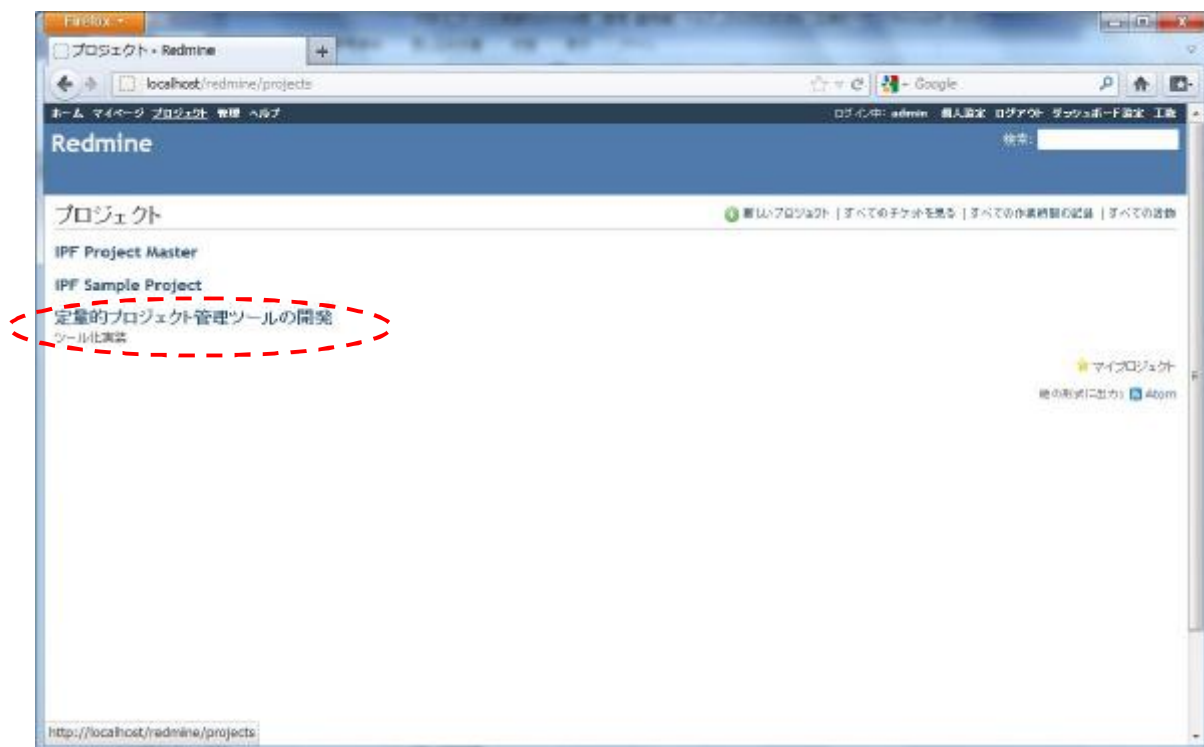 Firefox
プロジェクト - Redmine
+
localhost/redmine/projects
Google
ホーム マイページ プロジェクト 管理 ヘルプ
ログイン中: admin 個人設定 ログアウト ダッシュボード設定 工数
Redmine
検索:
プロジェクト
新しいプロジェクト | すべてのチケットを見る | すべての作業時間の記録 | すべての活動
IPF Project Master
IPF Sample Project
定量的プロジェクト管理ツールの開発
ツール化実装
マイプロジェクト
他の形式に出力: Atom
http://localhost/redmine/projects